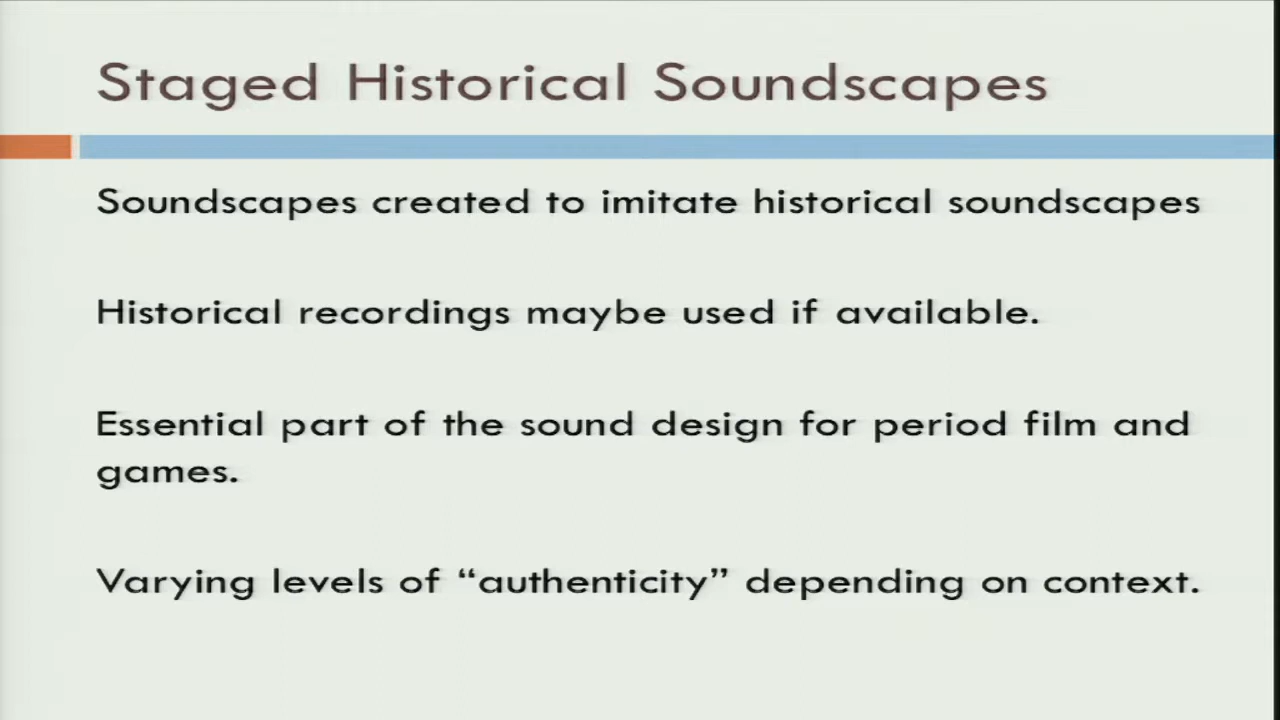 Staged Historical Soundscapes
Soundscapes created to imitate historical soundscapes
Historical recordings maybe used if available.
Essential part of the sound design for period film and
games.
Varying levels of “authenticity” depending on context.